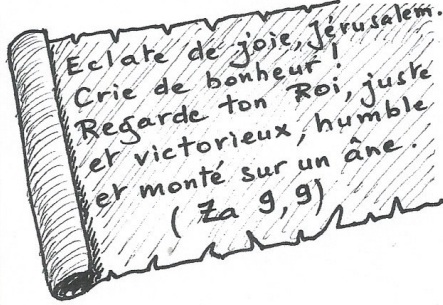 Eclate de joie, Jérusalem.
Crie de bonheur !
Regarde ton Roi, juste
et victorieux, humble
et monté sur un âne.
(Za 9,9)